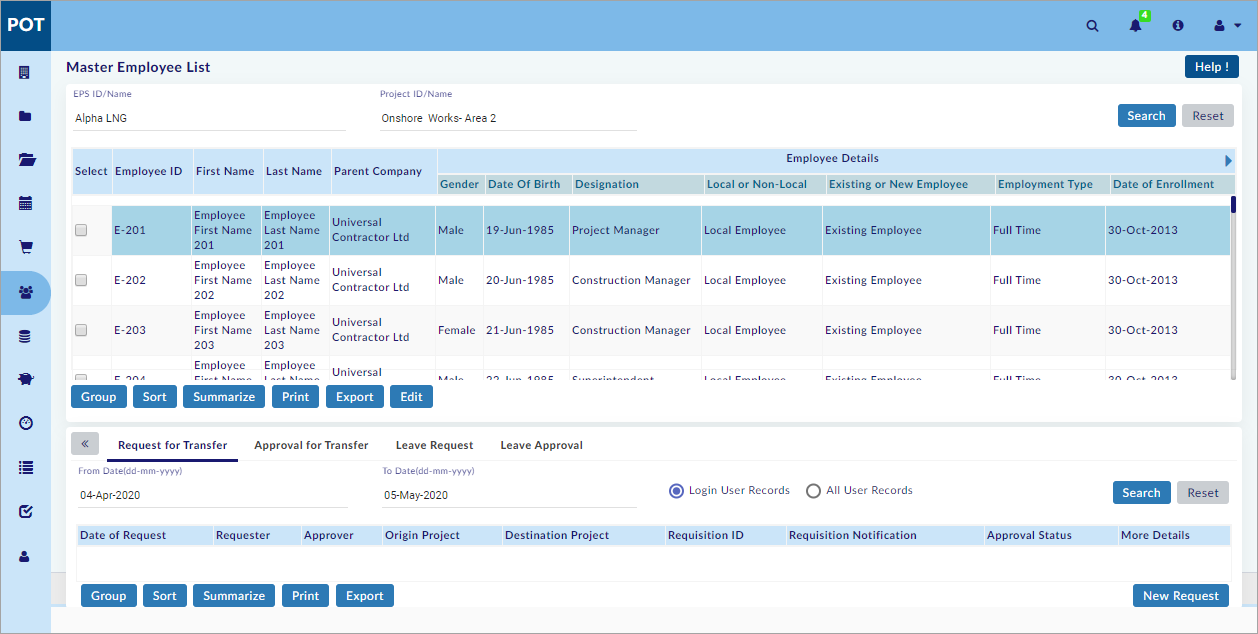 POT
4
Master Employee List
Help !
EPS ID/Name
Project ID/Name
Alpha LNG
Onshore Works- Area 2
Search
Reset
Select
Employee ID
First Name
Last Name
Parent Company
Employee Details
Gender
Date Of Birth
Designation
Local or Non-Local
Existing or New Employee
Employment Type
Date of Enrollment
E-201
Employee
First Name
201
Employee
Last Name
201
Universal
Contractor Ltd
Male
19-Jun-1985
Project Manager
Local Employee
Existing Employee
Full Time
30-Oct-2013
E-202
Employee
First Name
202
Employee
Last Name
202
Universal
Contractor Ltd
Male
20-Jun-1985
Construction Manager
Local Employee
Existing Employee
Full Time
30-Oct-2013
E-203
Employee
First Name
203
Employee
Last Name
203
Universal
Contractor Ltd
Female
21-Jun-1985
Construction Manager
Local Employee
Existing Employee
Full Time
30-Oct-2013
E-204
Employee
First Name
Employee
Last Name
Universal
Male
22-Jun-1985
Superintendent
Local Employee
Existing Employee
Full Time
30-Oct-2013
Group
Sort
Summarize
Print
Export
Edit
«
Request for Transfer
Approval for Transfer
Leave Request
Leave Approval
From Date(dd-mm-yyyy)
To Date(dd-mm-yyyy)
04-Apr-2020
05-May-2020
Login User Records
All User Records
Search
Reset
Date of Request
Requester
Approver
Origin Project
Destination Project
Requisition ID
Requisition Notification
Approval Status
More Details
Group
Sort
Summarize
Print
Export
New Request